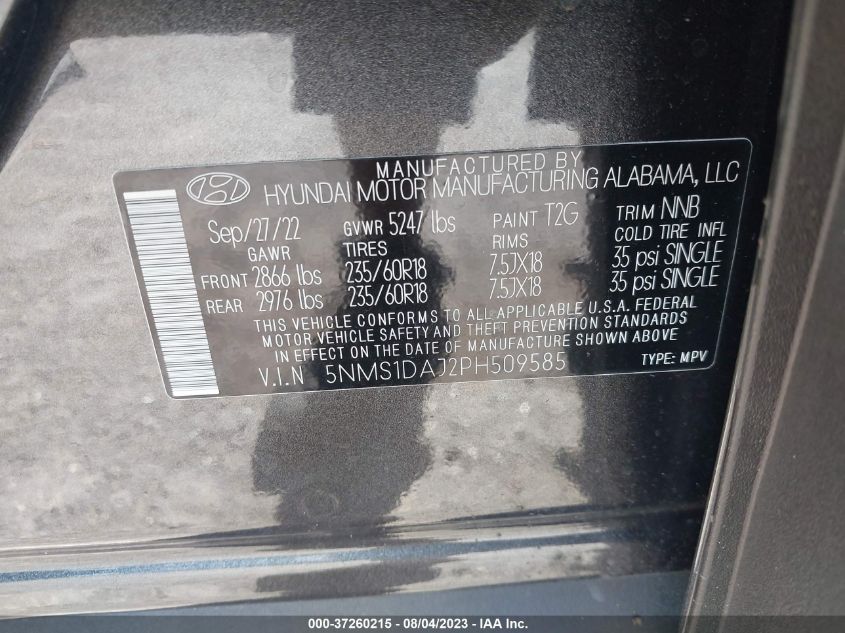 MANUFACTURED BY
HYUNDAI MOTOR MANUFACTURING ALABAMA, LLC
Sep/27/22 GVWR 5247 lbs PAINT T2G TRIM NNB
GAWR TIRES RIMS COLD TIRE INFL
FRONT 2866 lbs 235/60R18 7.5JX18 35 psi SINGLE
REAR 2976 lbs 235/60R18 7.5JX18 35 psi SINGLE
THIS VEHICLE CONFORMS TO ALL APPLICABLE U.S.A. FEDERAL
MOTOR VEHICLE SAFETY AND THEFT PREVENTION STANDARDS
IN EFFECT ON THE DATE OF MANUFACTURE SHOWN ABOVE.
V.I.N 5NMS1DAJ2PH509585 TYPE: MPV
000-37260215 - 08/04/2023 - Copyright IAA, Inc.